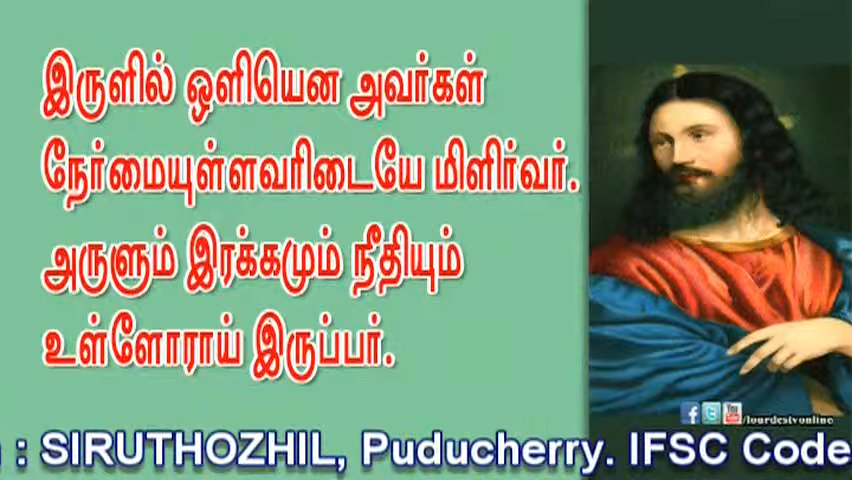 இருளில் ஒளியென அவர்கள்
நேர்மையுள்ளவரிடையே மிளிர்வர்.
அருளும் இரக்கமும் நீதியும்
உள்ளோராய் இருப்பர்.
/lourdestvonline
: SIRUTHOZHIL, Puducherry. IFSC Code